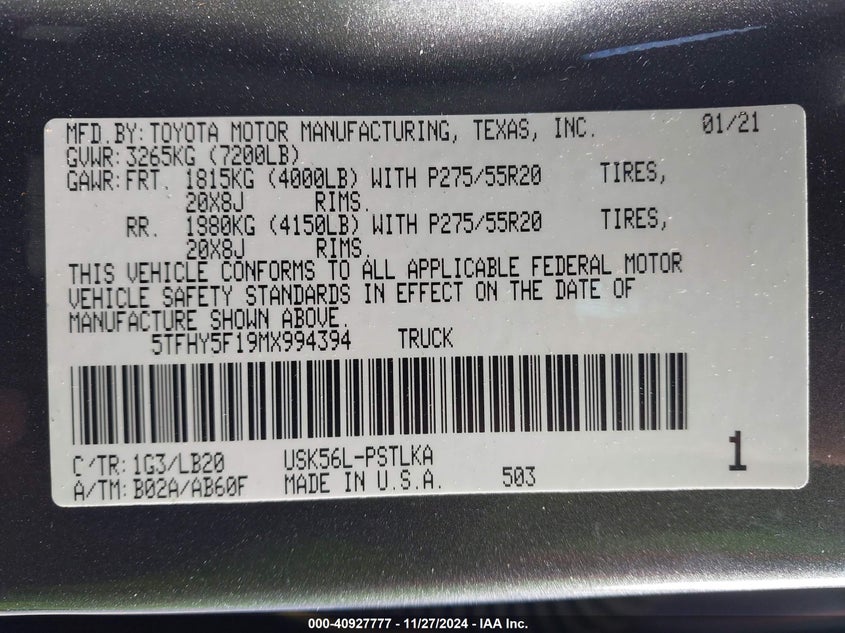 MFD.BY: TOYOTA MOTOR MANUFACTURING, TEXAS, INC. 01/21
GVWR: 3265KG (7200LB)
GAWR: FRT. 1815KG (4000LB) WITH P275/55R20 TIRES,
20X8J RIMS.
RR. 1880KG (4150LB) WITH P275/55R20 TIRES,
20X8J RIMS.
THIS VEHICLE CONFORMS TO ALL APPLICABLE FEDERAL MOTOR
VEHICLE SAFETY STANDARDS IN EFFECT ON THE DATE OF
MANUFACTURE SHOWN ABOVE.
5TFHY5F19MX994394 TRUCK
C/TR: 1G3/LB20 USK56L-PSTLKA 1
A/TM: B02A/AB60F MADE IN U.S.A. 503
000-40927777 - 11/27/2024 - IAA Inc.